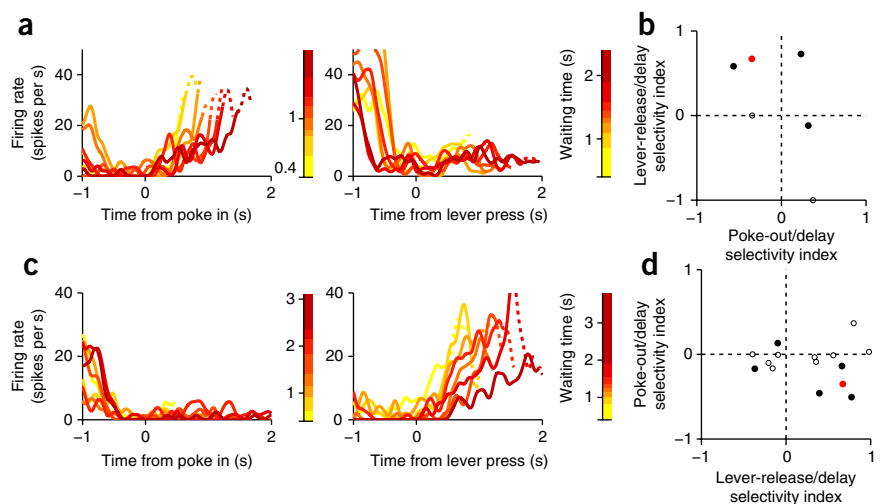 a
Firing rate
(spikes per s)
40
20
0
−1
0
1
2
Time from poke in (s)
1
0.4
−1
0
1
2
Time from lever press (s)
Waiting time (s)
2
1
b
Lever-release/delay
selectivity index
1
0
−1
−1
0
1
Poke-out/delay
selectivity index
c
Firing rate
(spikes per s)
40
20
0
−1
0
1
2
Time from poke in (s)
3
2
1
40
20
0
−1
0
1
2
Time from lever press (s)
Waiting time (s)
3
2
1
d
Poke-out/delay
selectivity index
1
0
−1
−1
0
1
Lever-release/delay
selectivity index